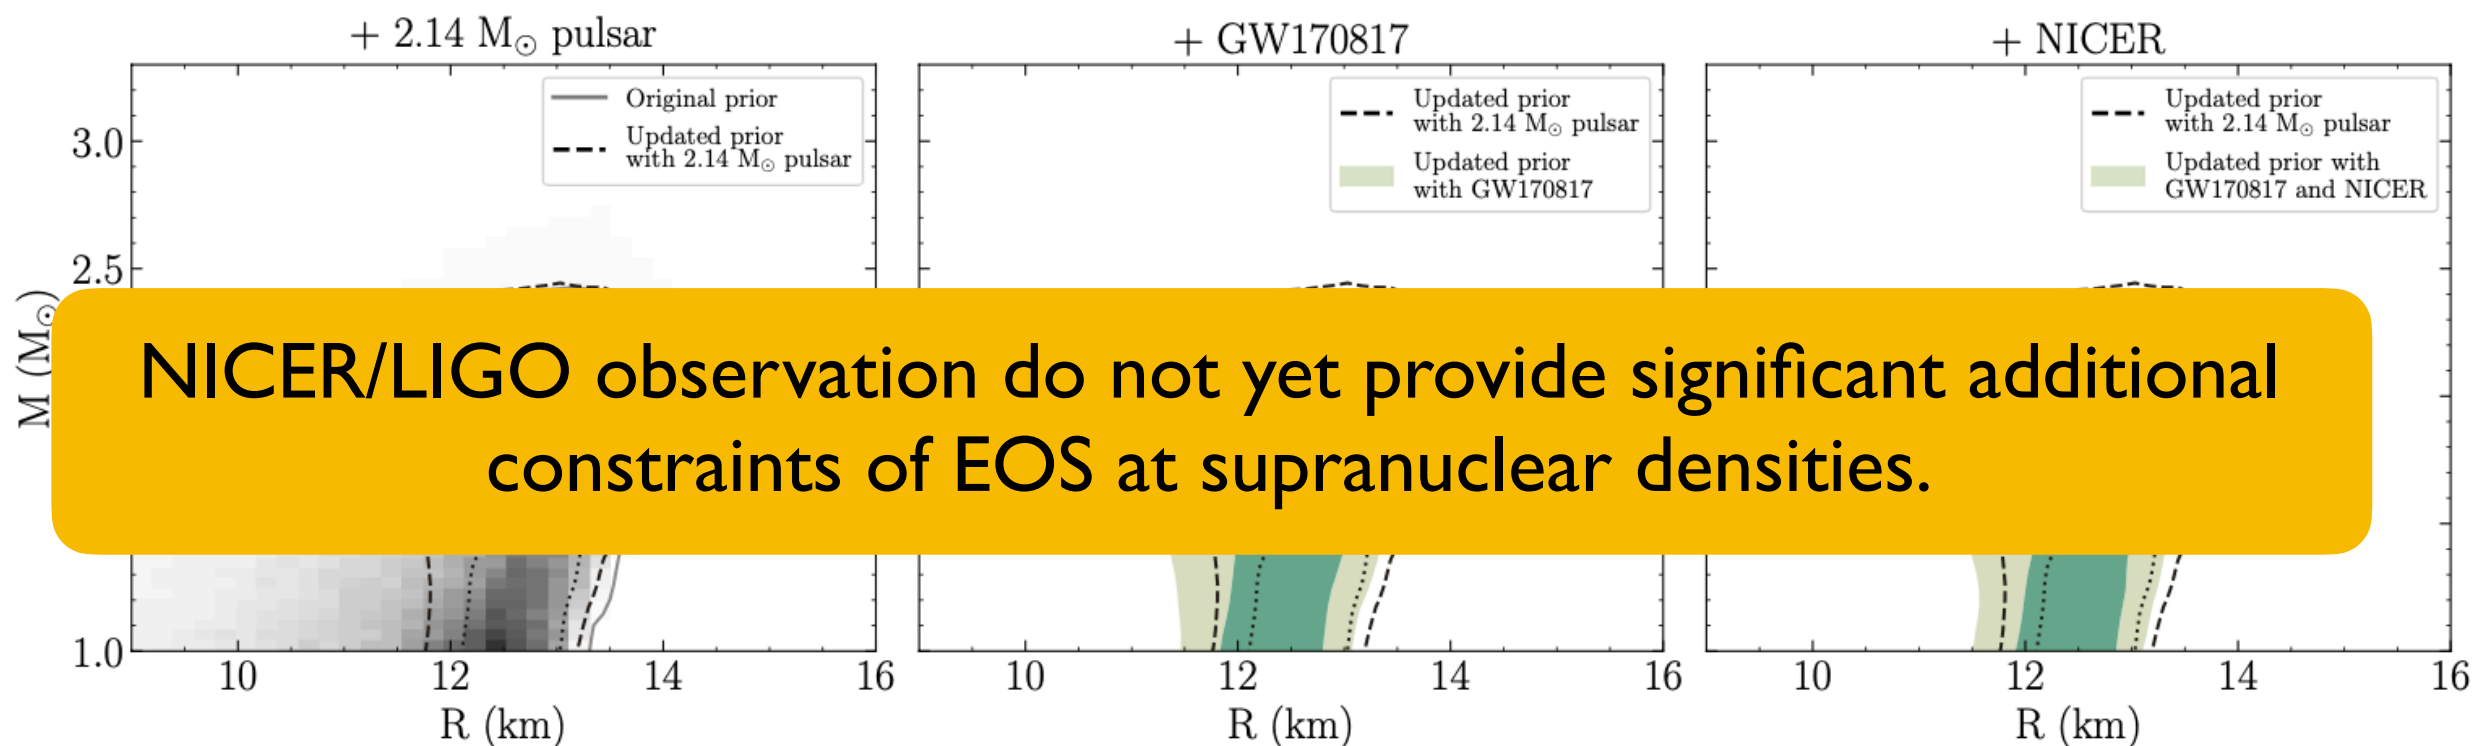 + 2.14 M⊙ pulsar
Original prior
Updated prior
with 2.14 M⊙ pulsar
3.0
2.5
1.0
M (M⊙)
10 12 14 16
R (km)
+ GW170817
Updated prior
with 2.14 M⊙ pulsar
Updated prior
with GW170817
10 12 14 16
R (km)
+ NICER
Updated prior
with 2.14 M⊙ pulsar
Updated prior with
GW170817 and NICER
10 12 14 16
R (km)
NICER/LIGO observation do not yet provide significant additional
constraints of EOS at supranuclear densities.